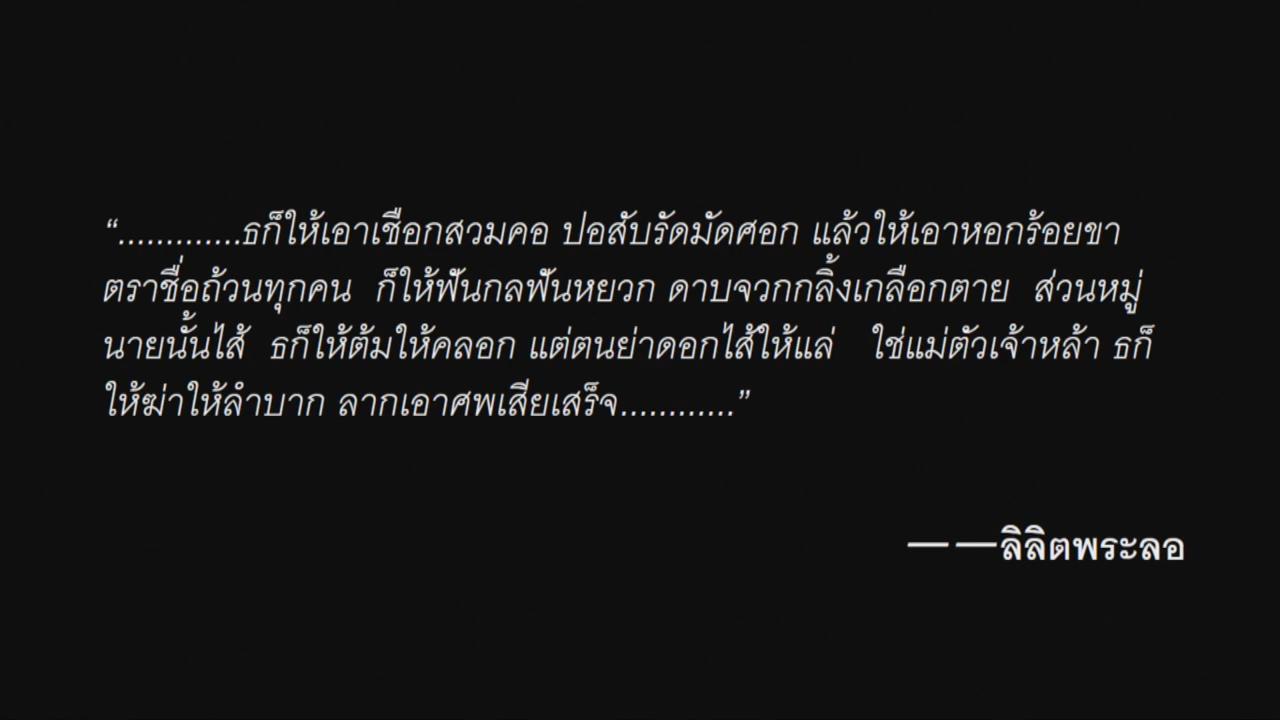 “.............ธก็ให้เอาเชือกสวมคอ ปอสับรัดมัดศอก แล้วให้เอาหอกร้อยขา
ตราชื่อถ้วนทุกคน ก็ให้ฟันกลฟันหยวก ดาบจวกกลิ้งเกลือกตาย ส่วนหมู่
นายนั้นไส้ ธก็ให้ต้มให้คลอก แต่ตนย่าดอกไส้ให้แล่ ใช่แม่ตัวเจ้าหล้า ธก็
ให้ฆ่าให้ลำบาก ลากเอาศพเสียเสร็จ............”
— —ลิลิตพระลอ